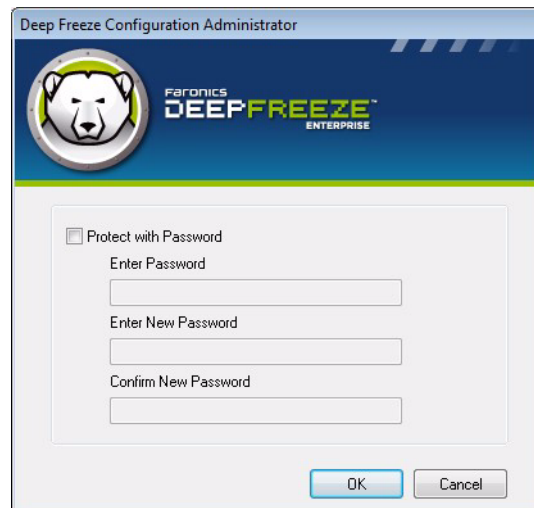 Deep Freeze Configuration Administrator
Faronics
DEEPFREEZE™
ENTERPRISE
Protect with Password
Enter Password
Enter New Password
Confirm New Password
OK
Cancel